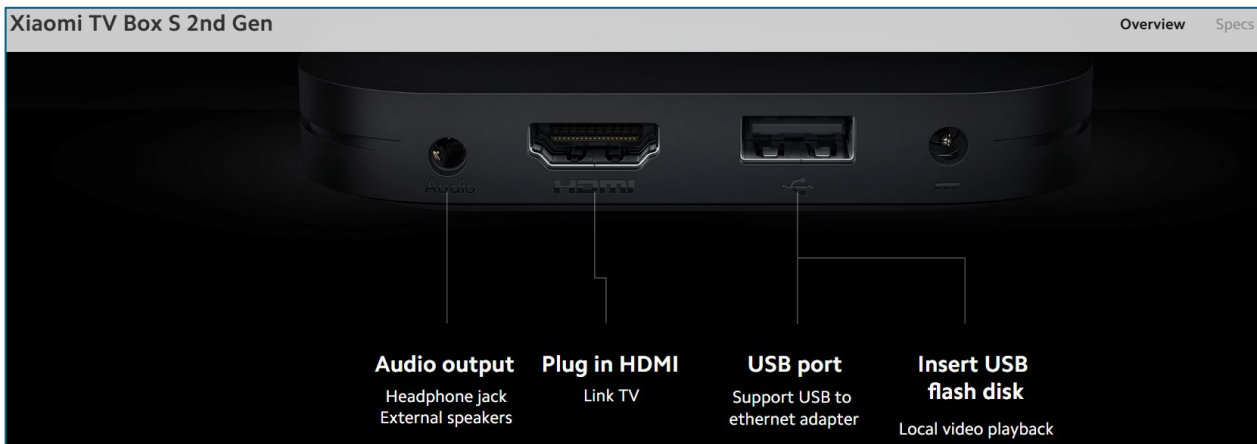 Xiaomi TV Box S 2nd Gen
Overview Specs
Audio HDMI
Audio output
Headphone jack
External speakers
Plug in HDMI
Link TV
USB port
Support USB to
ethernet adapter
Insert USB
flash disk
Local video playback